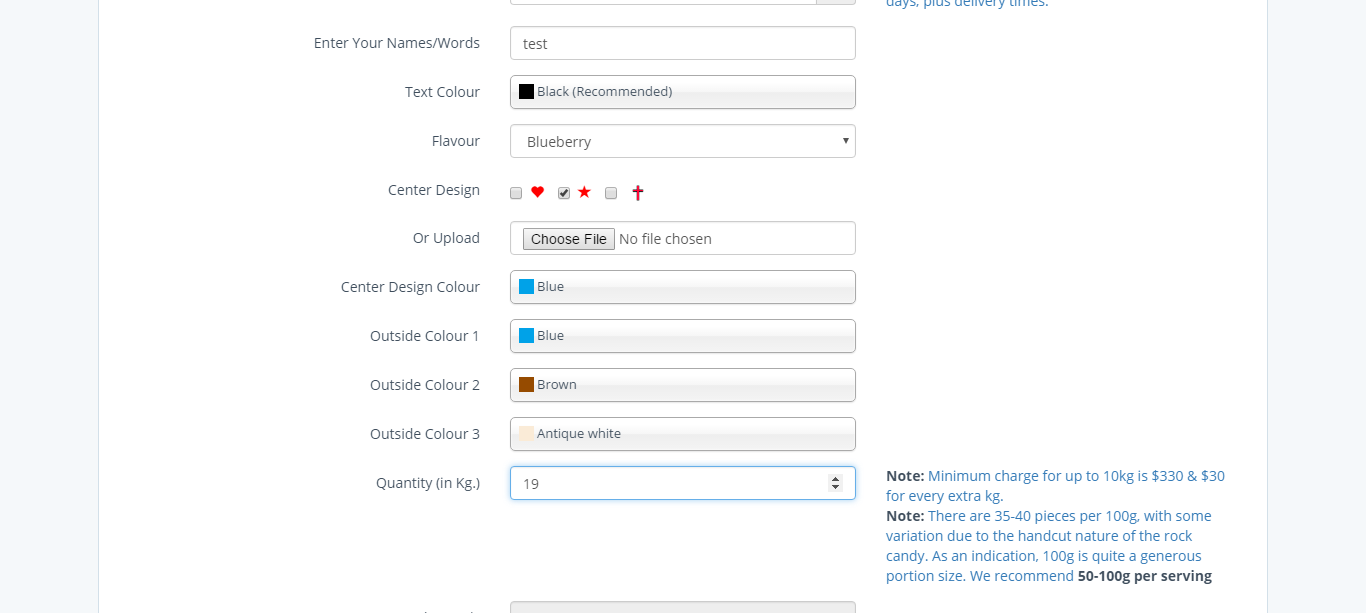 days, plus delivery times.
Enter Your Names/Words test
Text Colour Black (Recommended)
Flavour Blueberry
Center Design
Or Upload Choose File No file chosen
Center Design Colour Blue
Outside Colour 1 Blue
Outside Colour 2 Brown
Outside Colour 3 Antique white
Quantity (in Kg.) 19
Note: Minimum charge for up to 10kg is $330 & $30
for every extra kg.
Note: There are 35-40 pieces per 100g, with some
variation due to the handcut nature of the rock
candy. As an indication, 100g is quite a generous
portion size. We recommend 50-100g per serving